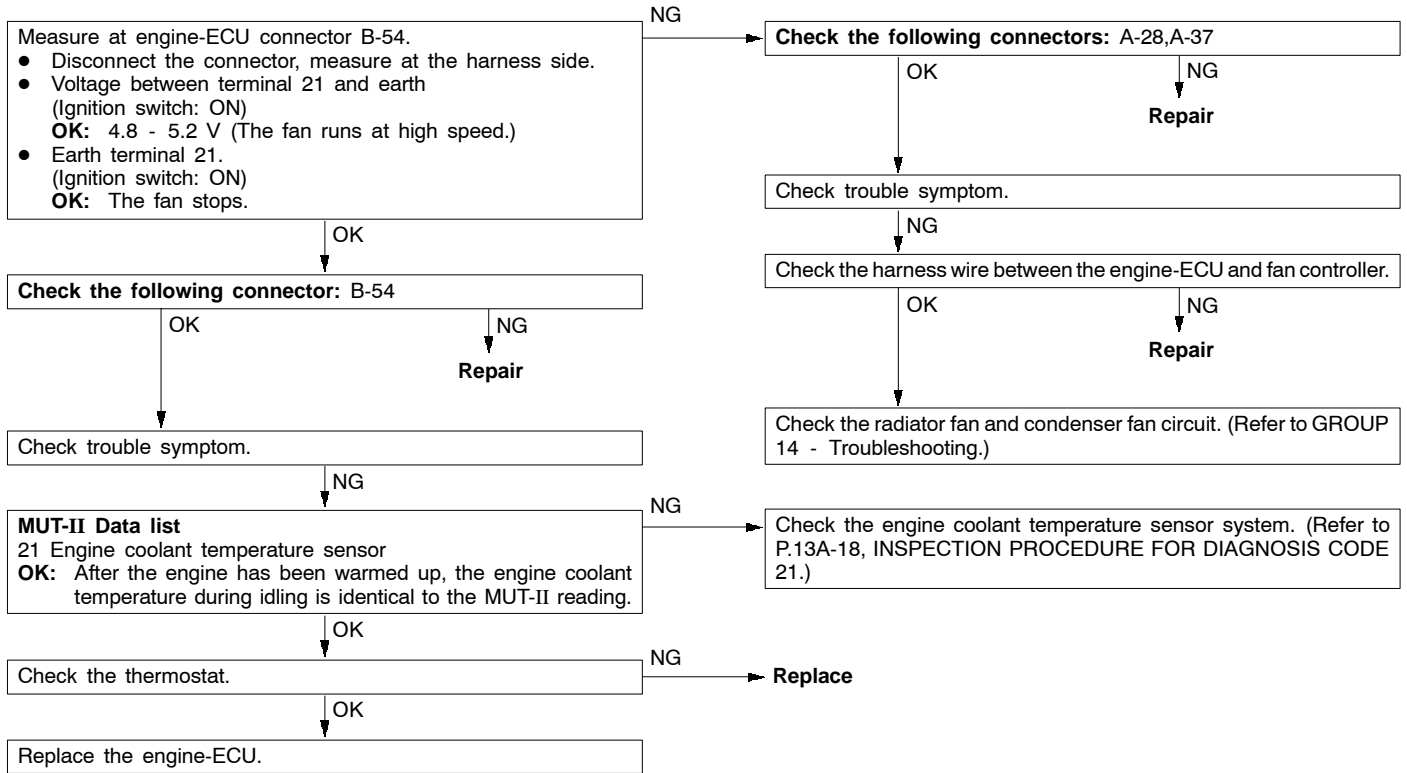 Measure at engine-ECU connector B-54.
● Disconnect the connector, measure at the harness side.
● Voltage between terminal 21 and earth
(Ignition switch: ON)
OK: 4.8 - 5.2 V (The fan runs at high speed.)
● Earth terminal 21.
(Ignition switch: ON)
OK: The fan stops.
NG
Check the following connectors: A-28,A-37
OK
NG
Repair
Check trouble symptom.
NG
Check the harness wire between the engine-ECU and fan controller.
OK
NG
Repair
Check the radiator fan and condenser fan circuit. (Refer to GROUP
14 - Troubleshooting.)
OK
Check the following connector: B-54
OK
NG
Repair
Check trouble symptom.
NG
MUT-II Data list
21 Engine coolant temperature sensor
OK: After the engine has been warmed up, the engine coolant
temperature during idling is identical to the MUT-II reading.
NG
Check the engine coolant temperature sensor system. (Refer to
P.13A-18, INSPECTION PROCEDURE FOR DIAGNOSIS CODE
21.)
OK
Check the thermostat.
NG
Replace
OK
Replace the engine-ECU.